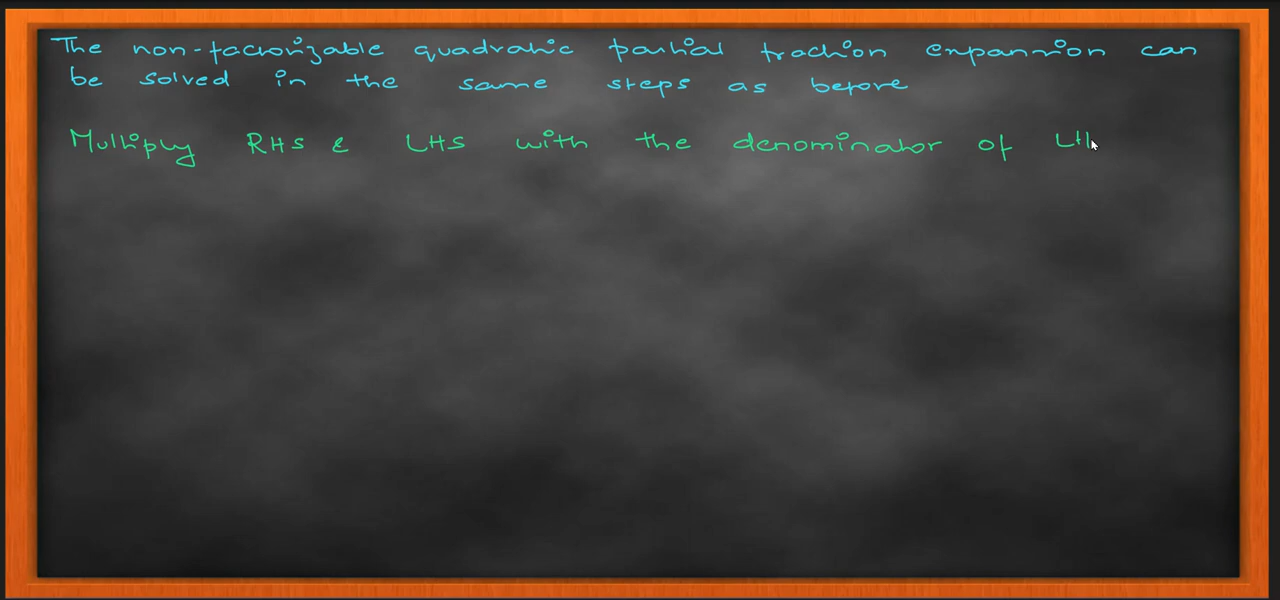 The non-factorizable quadratic partial fraction expansion can
be solved in the same steps as before
Multiply RHS & LHS with the denominator of LH